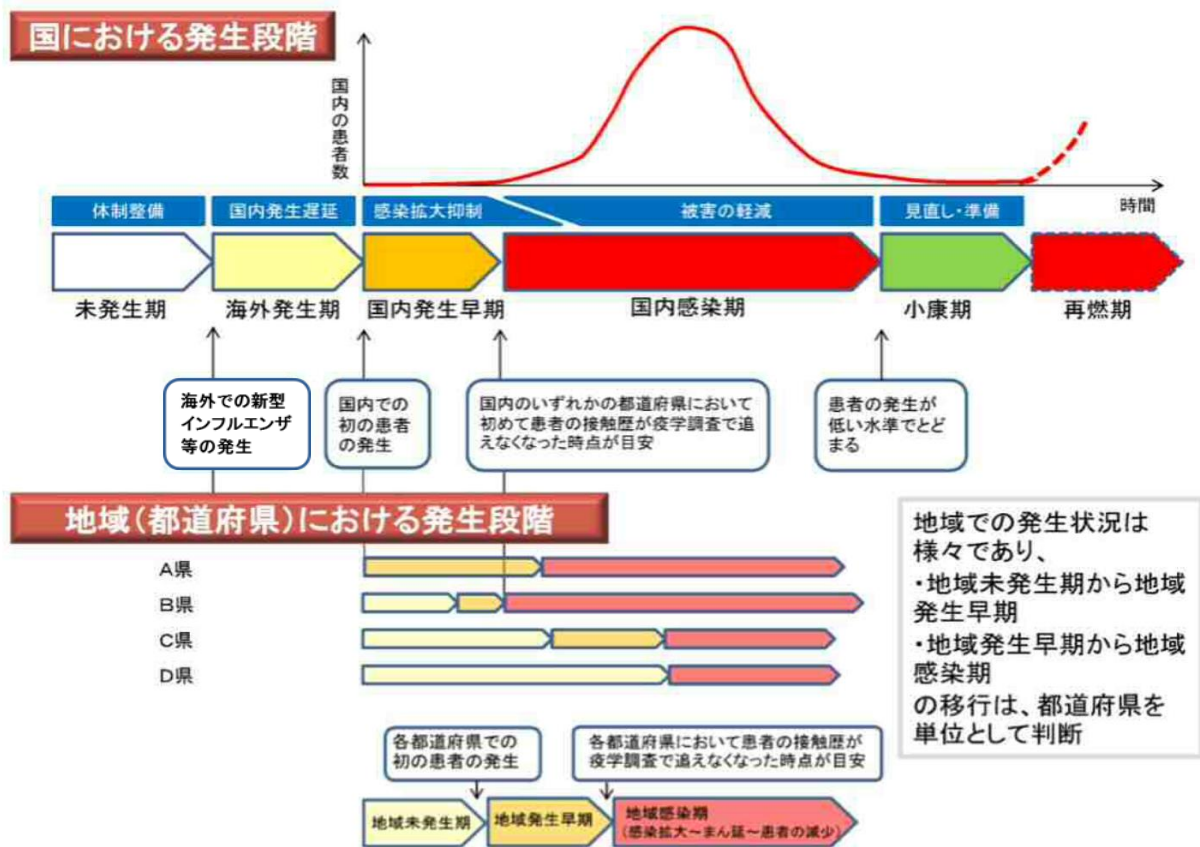 国における発生段階
国内の患者数
時間
体制整備
国内発生遅延
感染拡大抑制
被害の軽減
見直し・準備
未発生期
海外発生期
国内発生早期
国内感染期
小康期
再燃期
海外での新型
インフルエンザ
等の発生
国内での
初の患者
の発生
国内のいずれかの都道府県において
初めて患者の接触歴が疫学調査で追
えなくなった時点が目安
患者の発生が
低い水準でとど
まる
地域(都道府県)における発生段階
A県
B県
C県
D県
地域での発生状況は
様々であり、
・地域未発生期から地域
発生早期
・地域発生早期から地域
感染期
の移行は、都道府県を
単位として判断
各都道府県での
初の患者の発生
各都道府県において患者の接触歴が
疫学調査で追えなくなった時点が目安
地域未発生期
地域発生早期
地域感染期
(感染拡大~まん延~患者の減少)